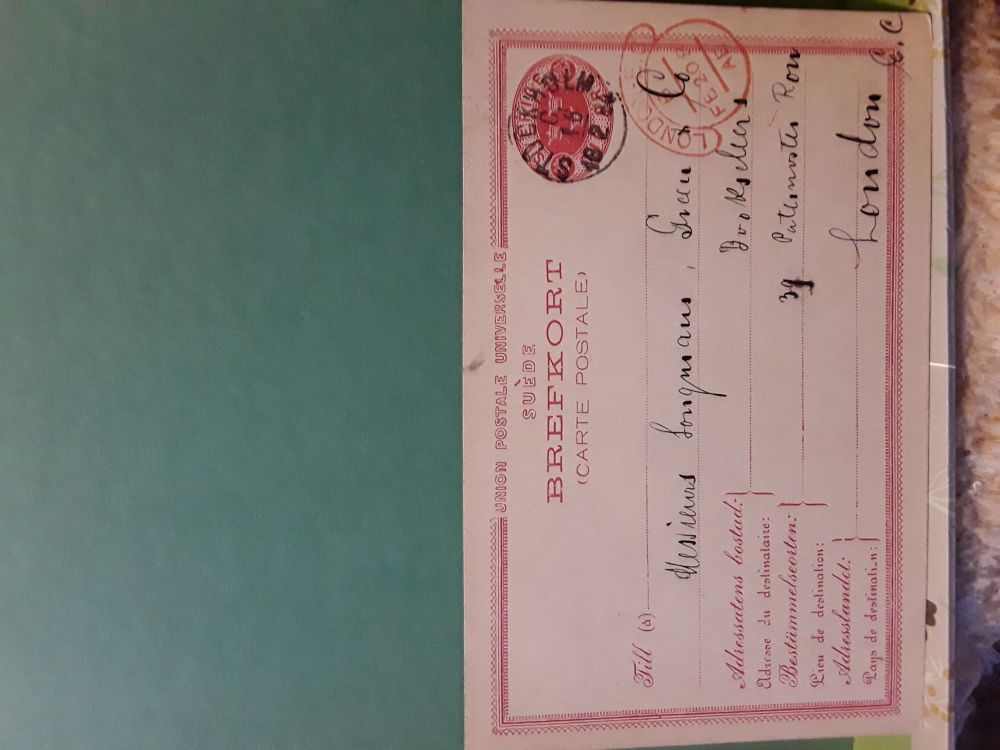 UNION POSTALE UNIVERSELLE
SUÈDE
BREFKORT
(CARTE POSTALE)
STOCKHOLM
LONDON
AE
Till (à)
Messieurs Longmans, Green & Co
Adressatens bostad:
Adresse du destinataire:
Booksellers
Bestämmelseorten:
Lieu de destination:
39 Paternoster Row
Adresslandet:
Pays de destination:
London E.C